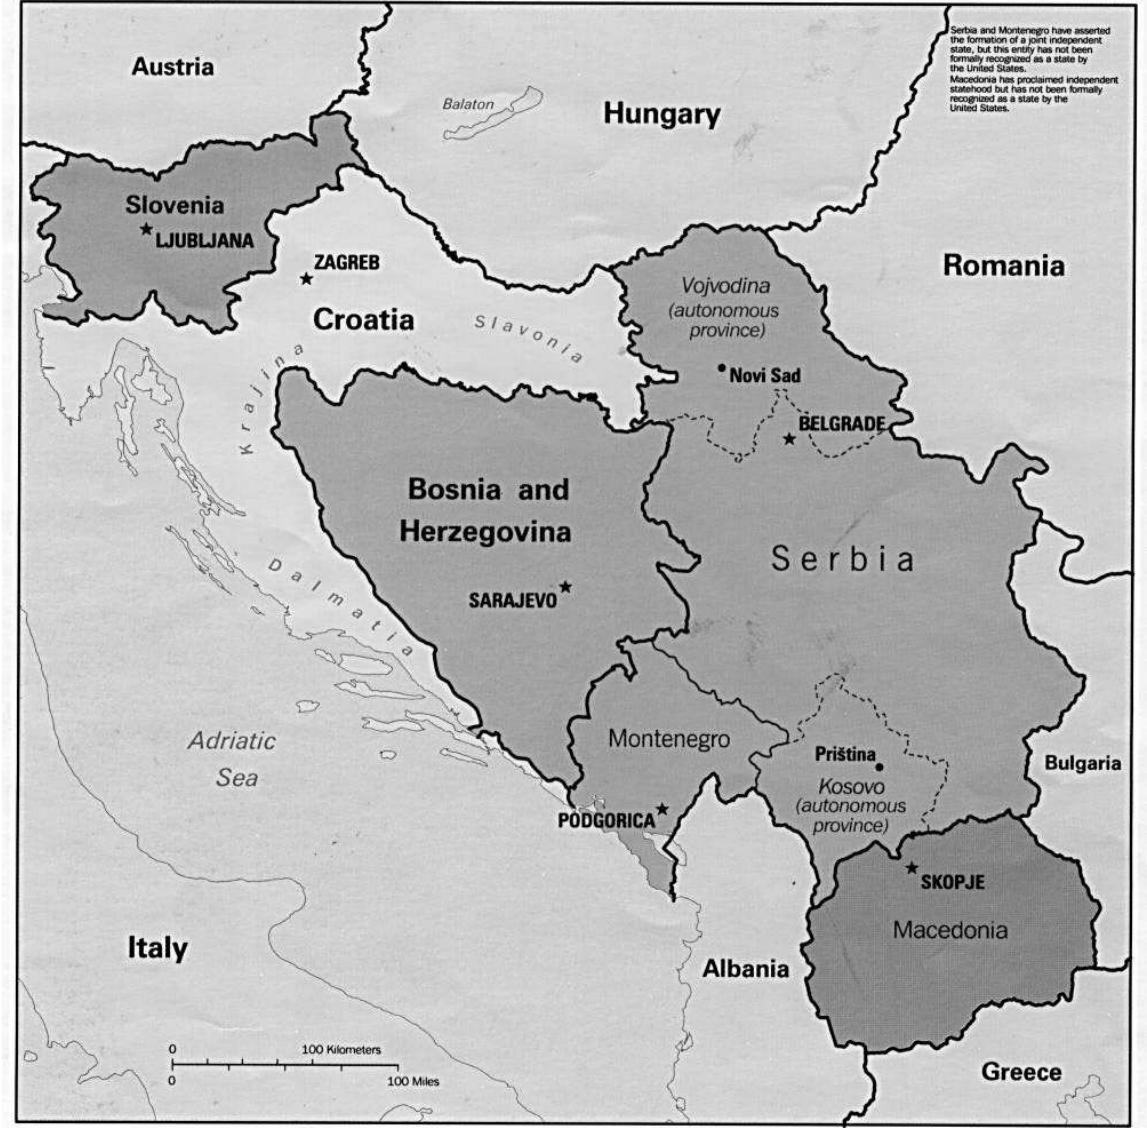 Serbia and Montenegro have asserted
the formation of a joint independent
state, but this entity has not been
formally recognized as a state by
the United States.
Macedonia has proclaimed independent
statehood but has not been formally
recognized as a state by the
United States.
Austria
Balaton
Hungary
Slovenia
LJUBLJANA
ZAGREB
Croatia
Slavonia
Krajina
Romania
Vojvodina
(autonomous
province)
Novi Sad
BELGRADE
Bosnia and
Herzegovina
SARAJEVO
Serbia
Dalmatia
Adriatic
Sea
Montenegro
Priština
Kosovo
(autonomous
province)
Bulgaria
PODGORICA
SKOPJE
Macedonia
Italy
Albania
Greece
0 100 Kilometers
0 100 Miles